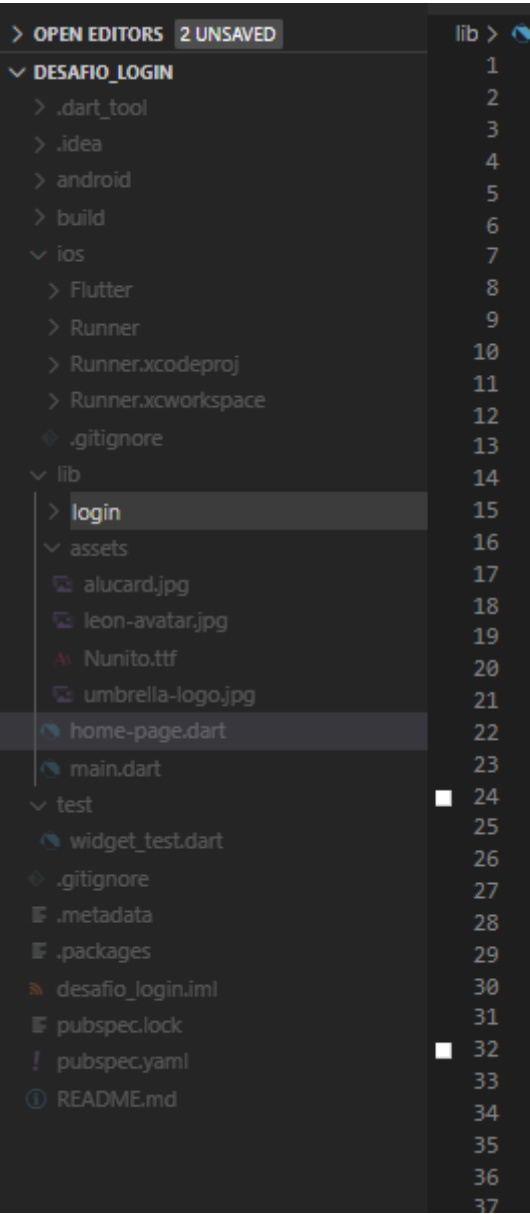 OPEN EDITORS 2 UNSAVED
DESAFIO_LOGIN
.dart_tool
.idea
android
build
ios
Flutter
Runner
Runner.xcodeproj
Runner.xcworkspace
.gitignore
lib
login
assets
alucard.jpg
leon-avatar.jpg
Nunito.ttf
umbrella-logo.jpg
home-page.dart
main.dart
test
widget_test.dart
.gitignore
.metadata
.packages
desafio_login.iml
pubspec.lock
pubspec.yaml
README.md
lib >
1
2
3
4
5
6
7
8
9
10
11
12
13
14
15
16
17
18
19
20
21
22
23
24
25
26
27
28
29
30
31
32
33
34
35
36
37